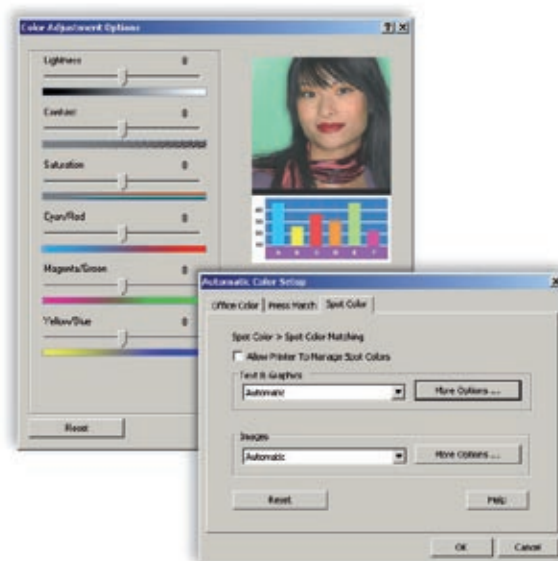 Color Adjustment Options
Lightness 0
Contrast 0
Saturation 0
Cyan/Red 0
Magenta/Green 0
Yellow/Blue 0
Reset
Automatic Color Setup
Office Color Press Match Spot Color
Spot Color > Spot Color Matching
Allow Printer To Manage Spot Colors
Text & Graphics
Automatic
More Options ...
Images
Automatic
More Options ...
Reset
Help
OK
Cancel